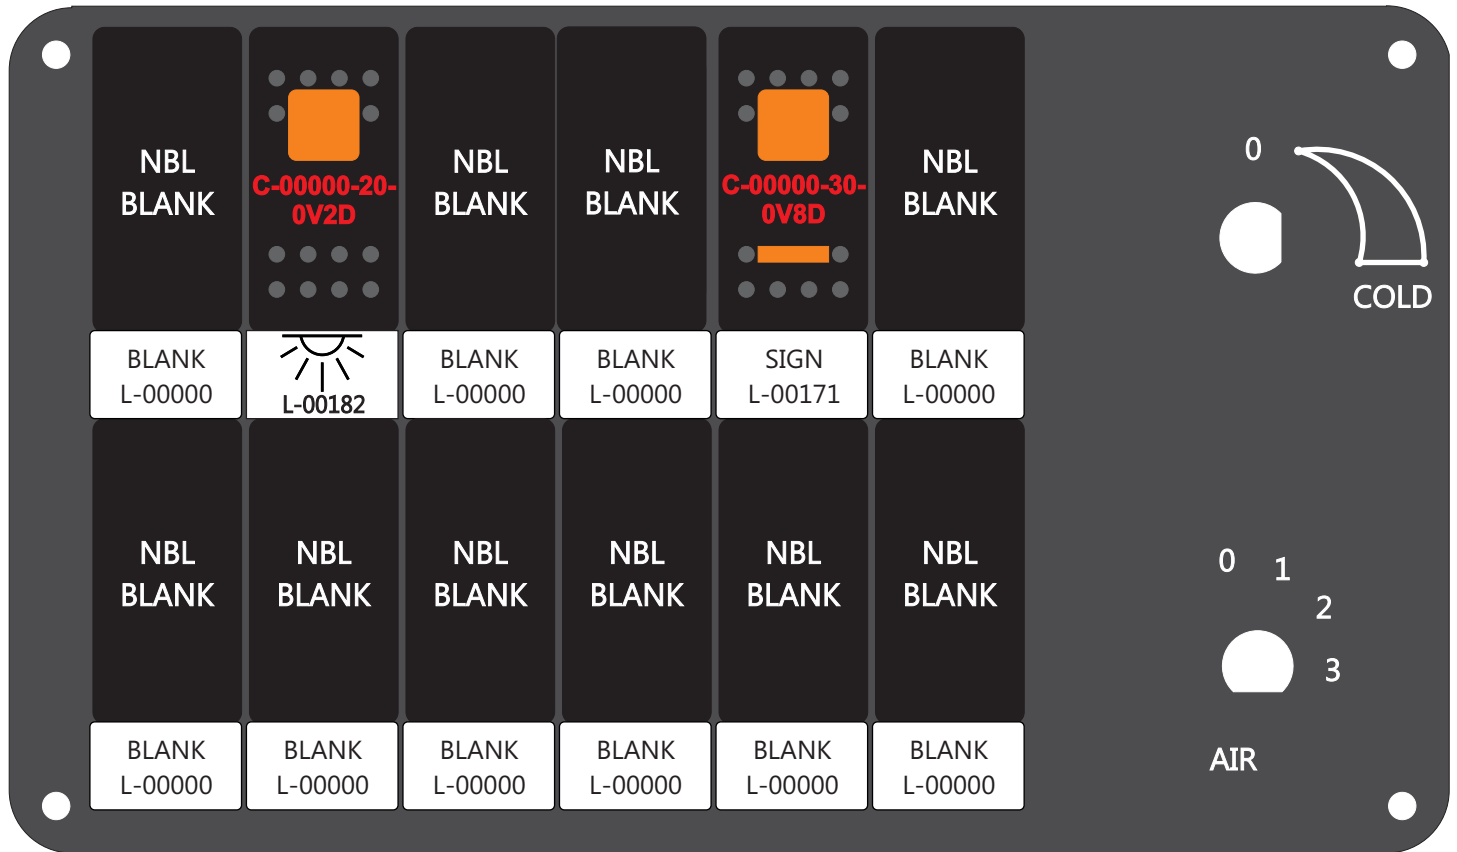 NBL
BLANK
C-00000-20-
0V2D
NBL
BLANK
NBL
BLANK
C-00000-30-
0V8D
NBL
BLANK
0
COLD
BLANK
L-00000
L-00182
BLANK
L-00000
BLANK
L-00000
SIGN
L-00171
BLANK
L-00000
NBL
BLANK
NBL
BLANK
NBL
BLANK
NBL
BLANK
NBL
BLANK
NBL
BLANK
0
1
2
3
AIR
BLANK
L-00000
BLANK
L-00000
BLANK
L-00000
BLANK
L-00000
BLANK
L-00000
BLANK
L-00000